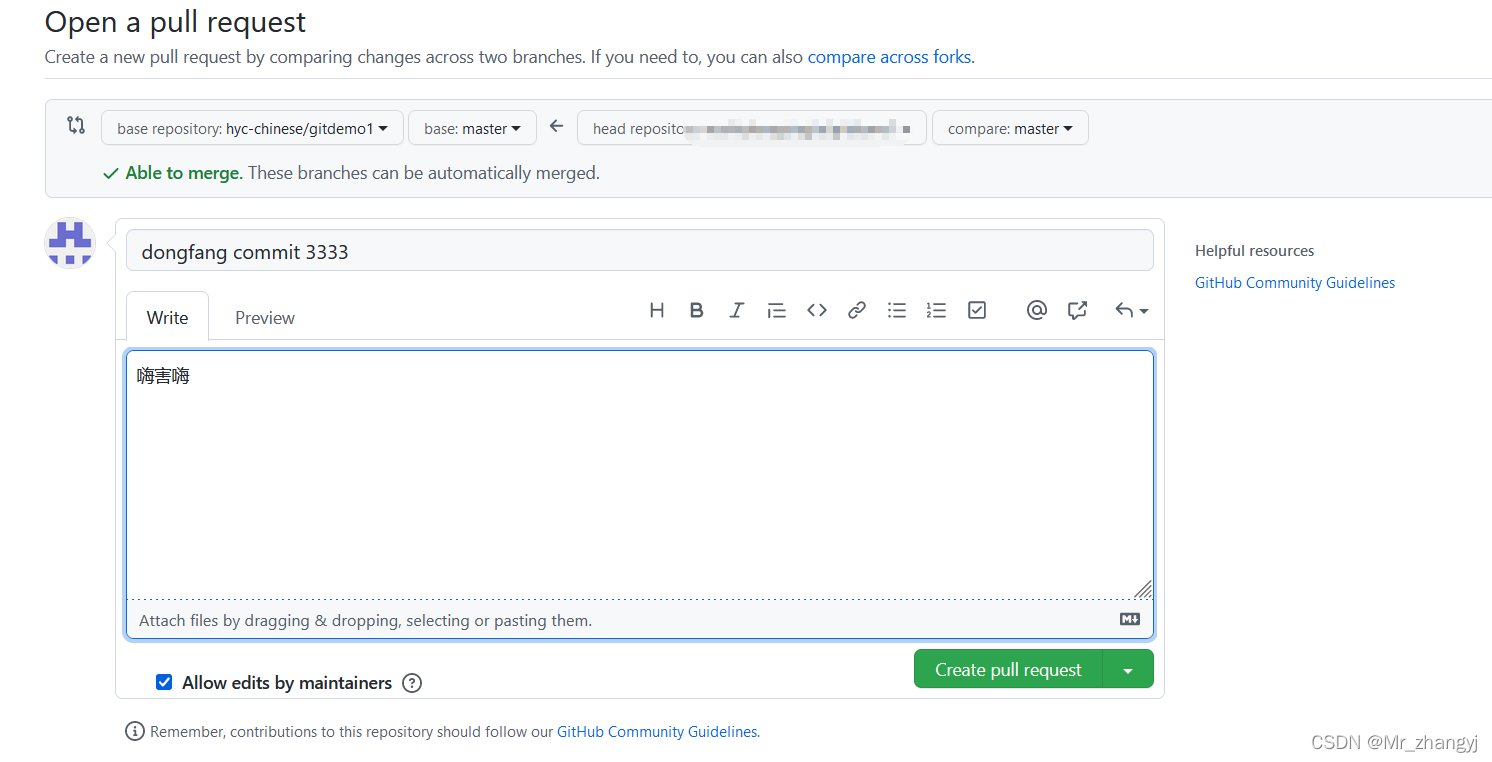 Open a pull request
Create a new pull request by comparing changes across two branches. If you need to, you can also compare across forks.
base repository: hyc-chinese/gitdemo1 base: master head compare: master
Able to merge. These branches can be automatically merged.
dongfang commit 3333
Helpful resources
GitHub Community Guidelines
Write Preview
嗨害嗨
Attach files by dragging & dropping, selecting or pasting them.
Allow edits by maintainers
Create pull request
Remember, contributions to this repository should follow our GitHub Community Guidelines.
CSDN @Mr_zhangyj